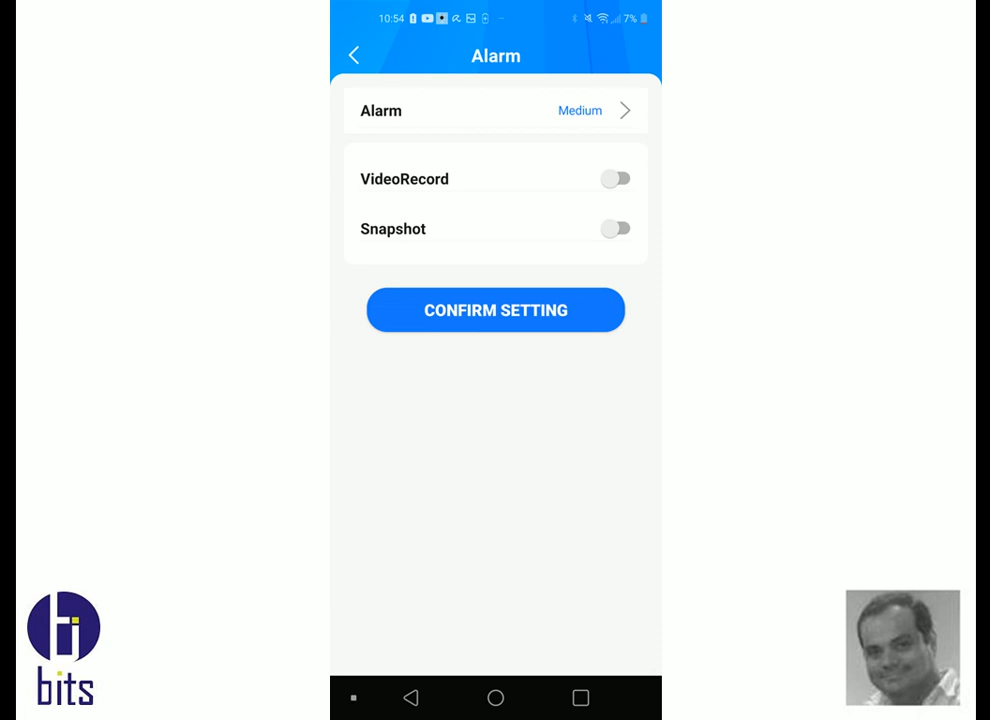 10:54
7%
Alarm
Alarm
Medium
VideoRecord
Snapshot
CONFIRM SETTING
bits